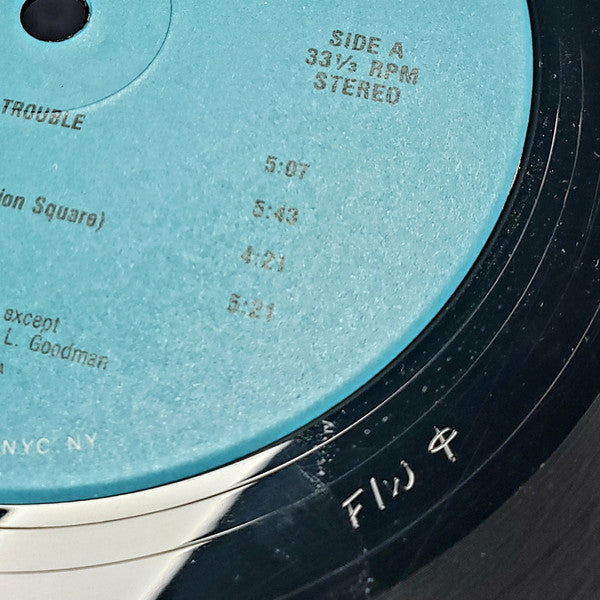 SIDE A
33⅓ RPM
STEREO
TROUBLE
5:07
ion Square)
5:43
4:21
5:21
except
L. Goodman
NYC NY